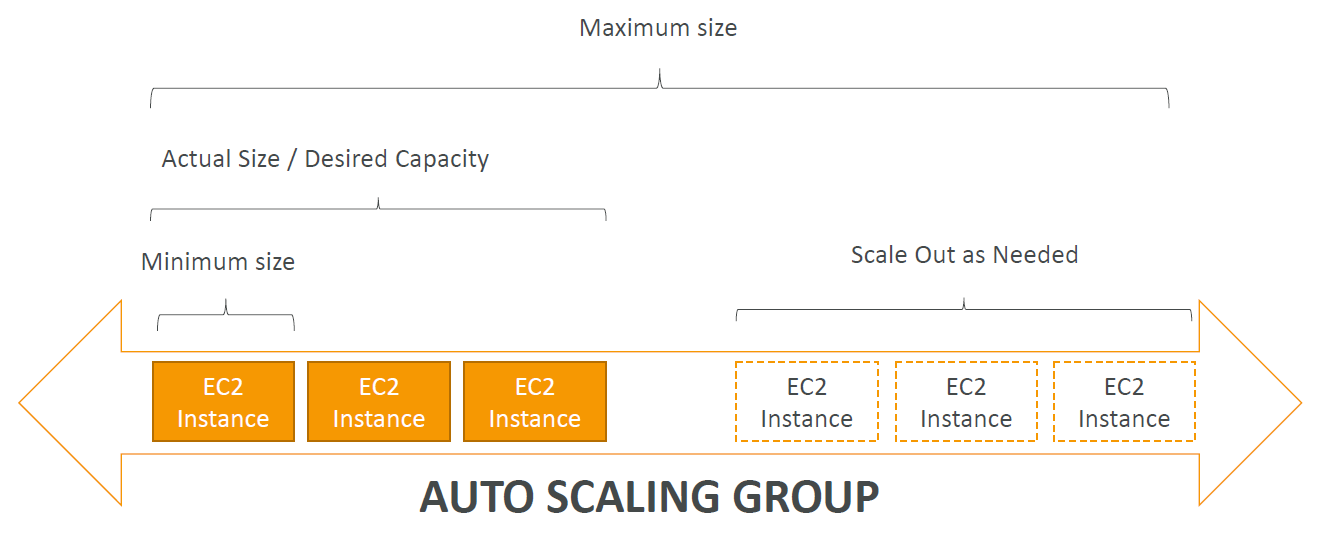 Maximum size
Actual Size / Desired Capacity
Minimum size
Scale Out as Needed
EC2
Instance
EC2
Instance
EC2
Instance
EC2
Instance
EC2
Instance
EC2
Instance
AUTO SCALING GROUP